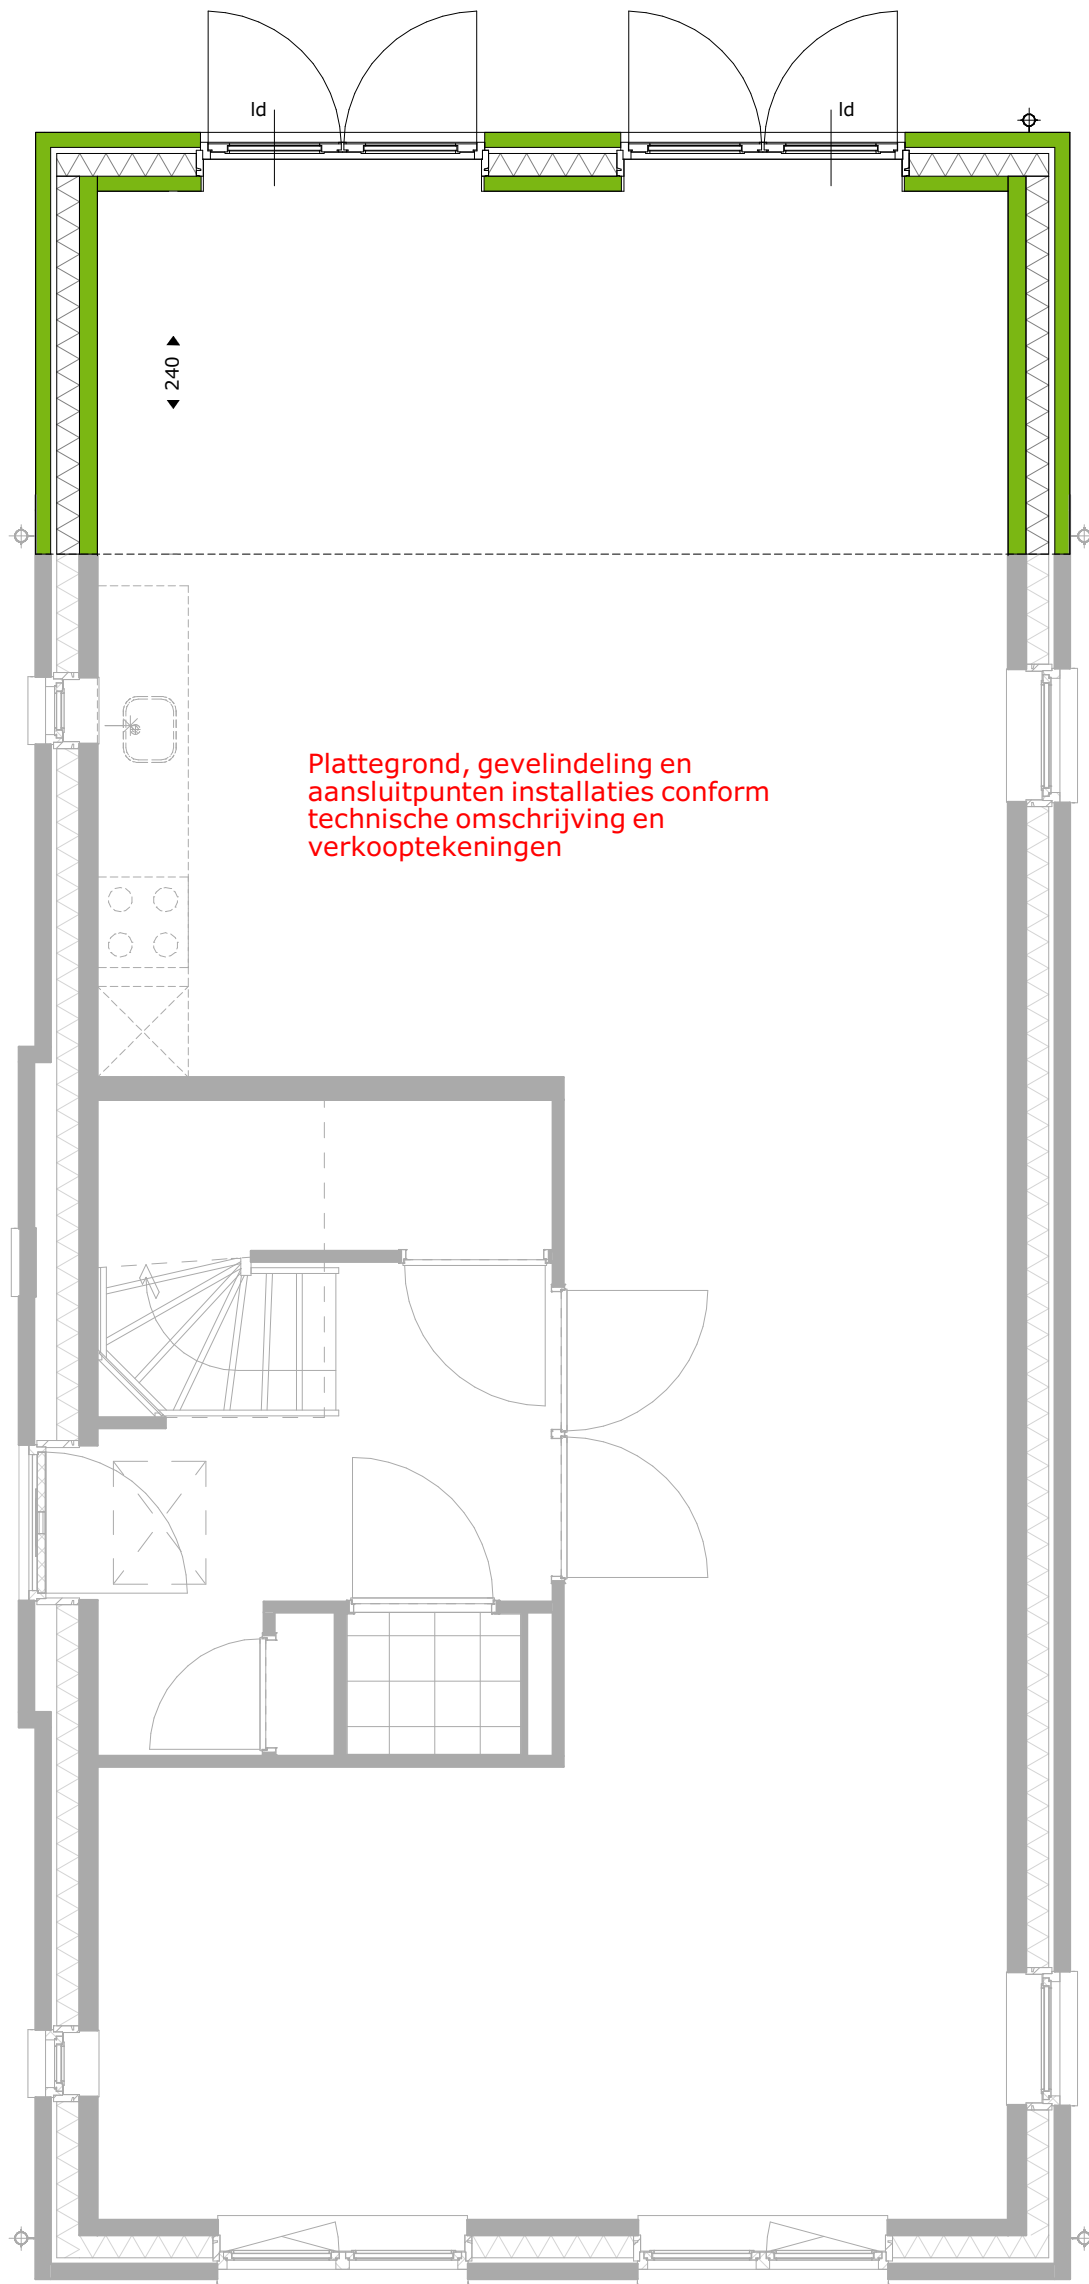 ld
ld
240
Plattegrond, gevelindeling en
aansluitpunten installaties conform
technische omschrijving en
verkooptekeningen